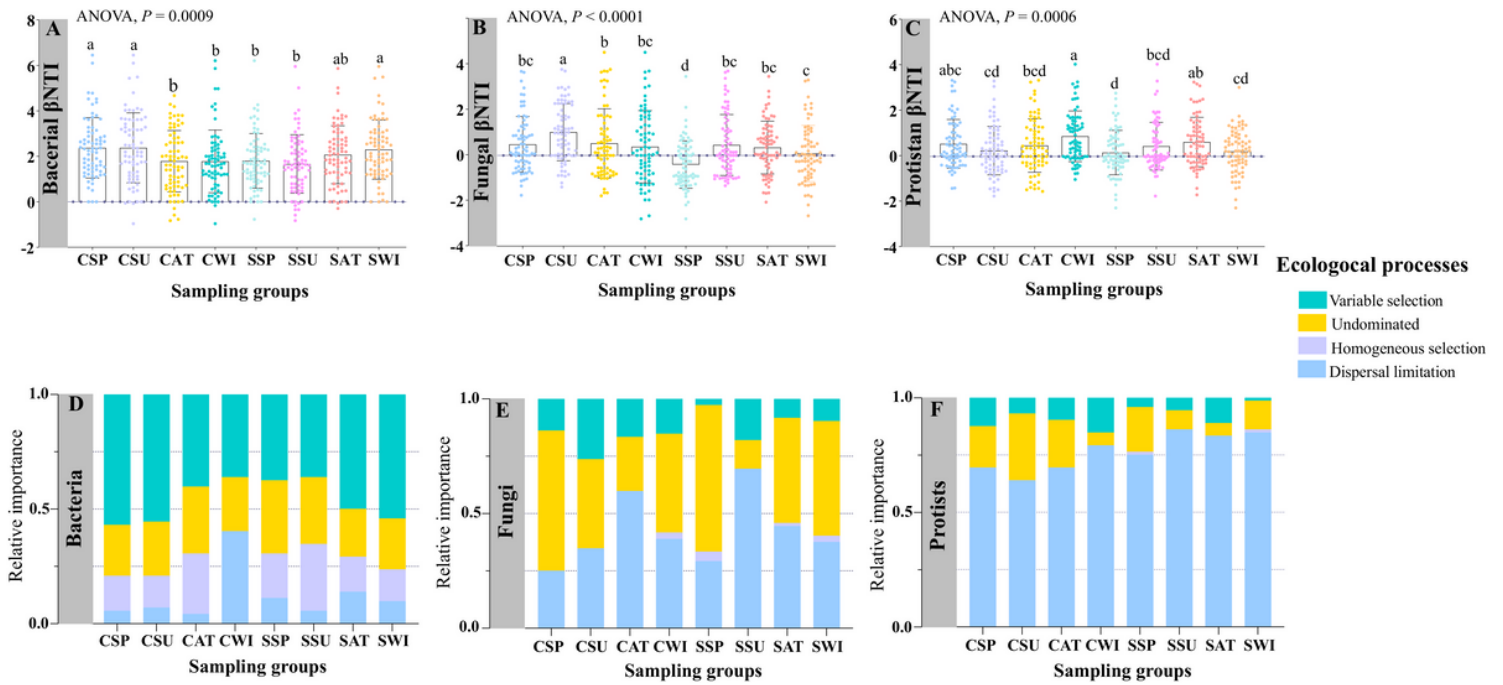 A
ANOVA, P = 0.0009
Bacerial βNTI
8
6
4
2
0
-2
a a b b b b ab a
CSP CSU CAT CWI SSP SSU SAT SWI
Sampling groups
B
ANOVA, P < 0.0001
Fungal βNTI
6
4
2
0
-2
-4
bc a b bc d bc bc c
CSP CSU CAT CWI SSP SSU SAT SWI
Sampling groups
C
ANOVA, P = 0.0006
Protistan βNTI
6
4
2
0
-2
-4
abc cd bcd a d bcd ab cd
CSP CSU CAT CWI SSP SSU SAT SWI
Sampling groups
Ecologocal processes
Variable selection
Undominated
Homogeneous selection
Dispersal limitation
D
Relative importance
Bacteria
1.0
0.5
0.0
CSP CSU CAT CWI SSP SSU SAT SWI
Sampling groups
E
Relative importance
Fungi
1.0
0.5
0.0
CSP CSU CAT CWI SSP SSU SAT SWI
Sampling groups
F
Relative importance
Protists
1.0
0.5
0.0
CSP CSU CAT CWI SSP SSU SAT SWI
Sampling groups